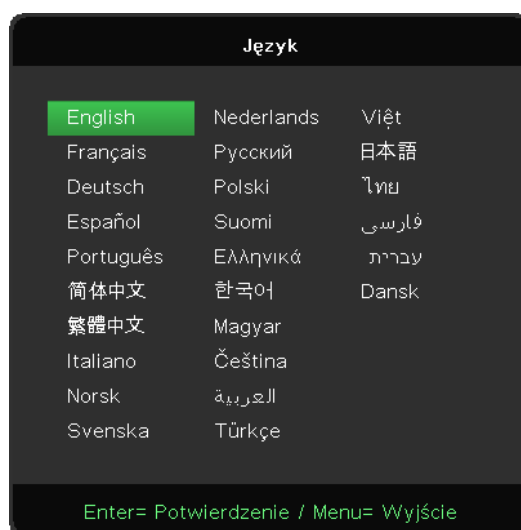 Język
English
Français
Deutsch
Español
Português
简体中文
繁體中文
Italiano
Norsk
Svenska
Nederlands
Русский
Polski
Suomi
Ελληνικά
한국어
Magyar
Čeština
العربية
Türkçe
Việt
日本語
ไทย
فارسی
עברית
Dansk
Enter= Potwierdzenie / Menu= Wyjście